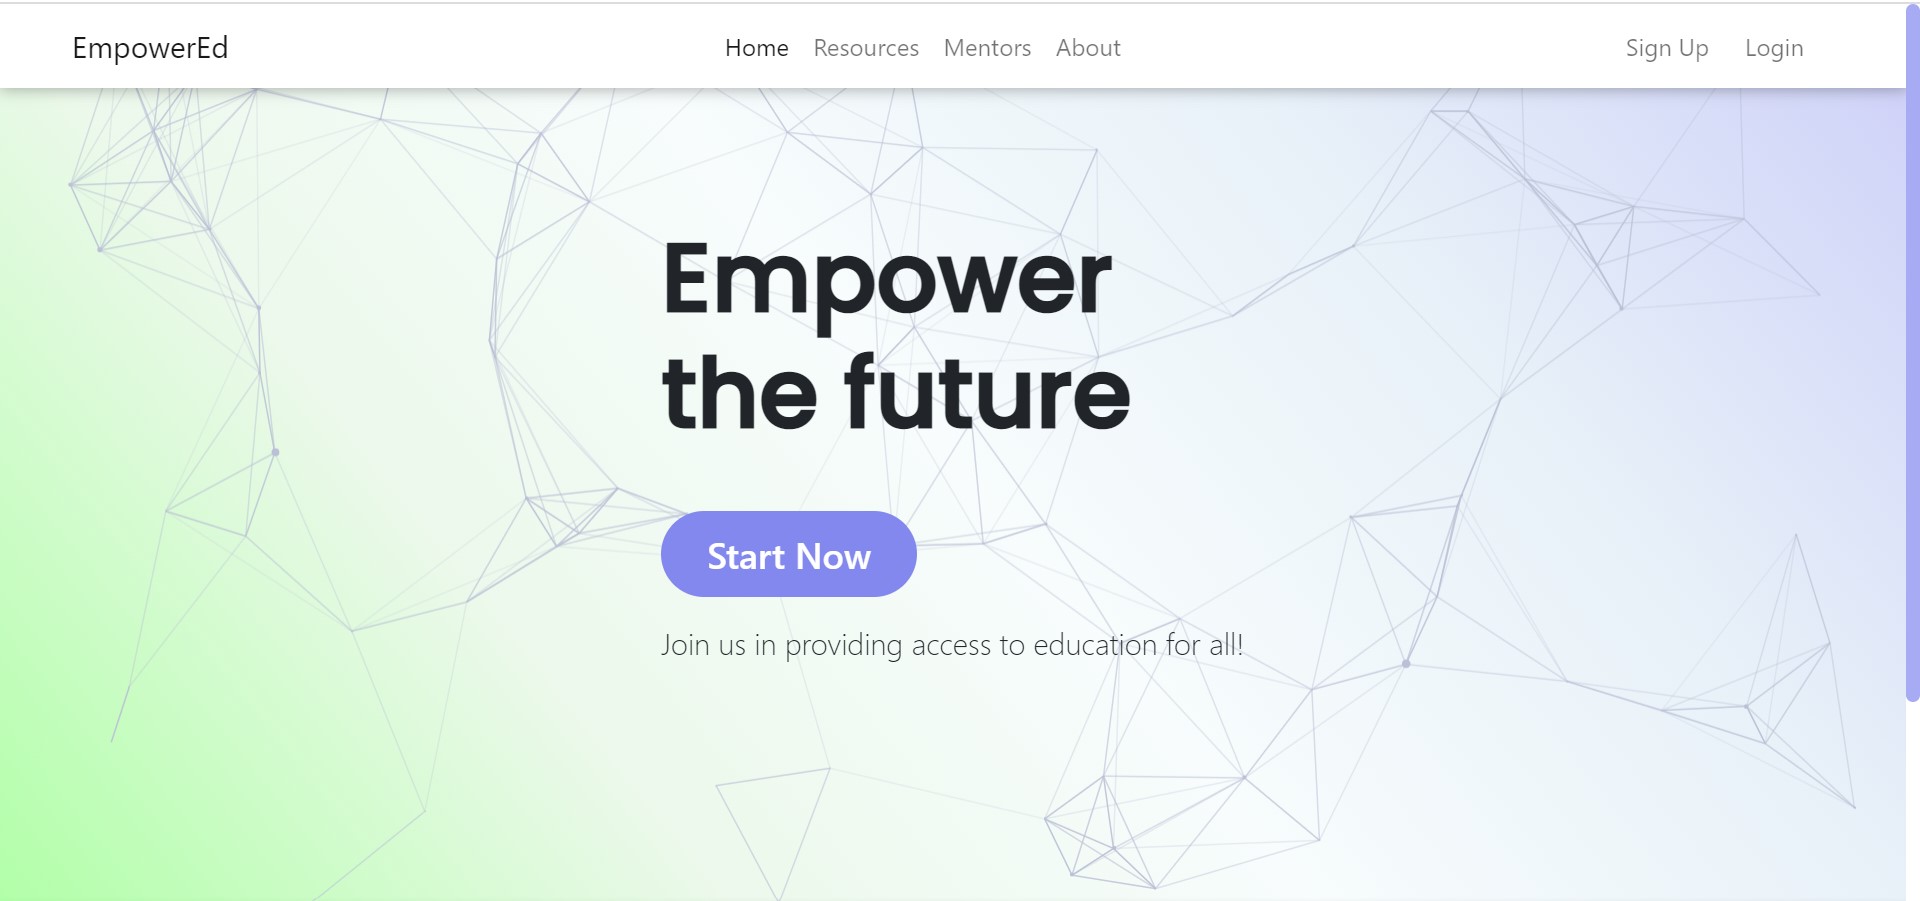 EmpowerEd
Home Resources Mentors About
Sign Up Login
Empower
the future
Start Now
Join us in providing access to education for all!